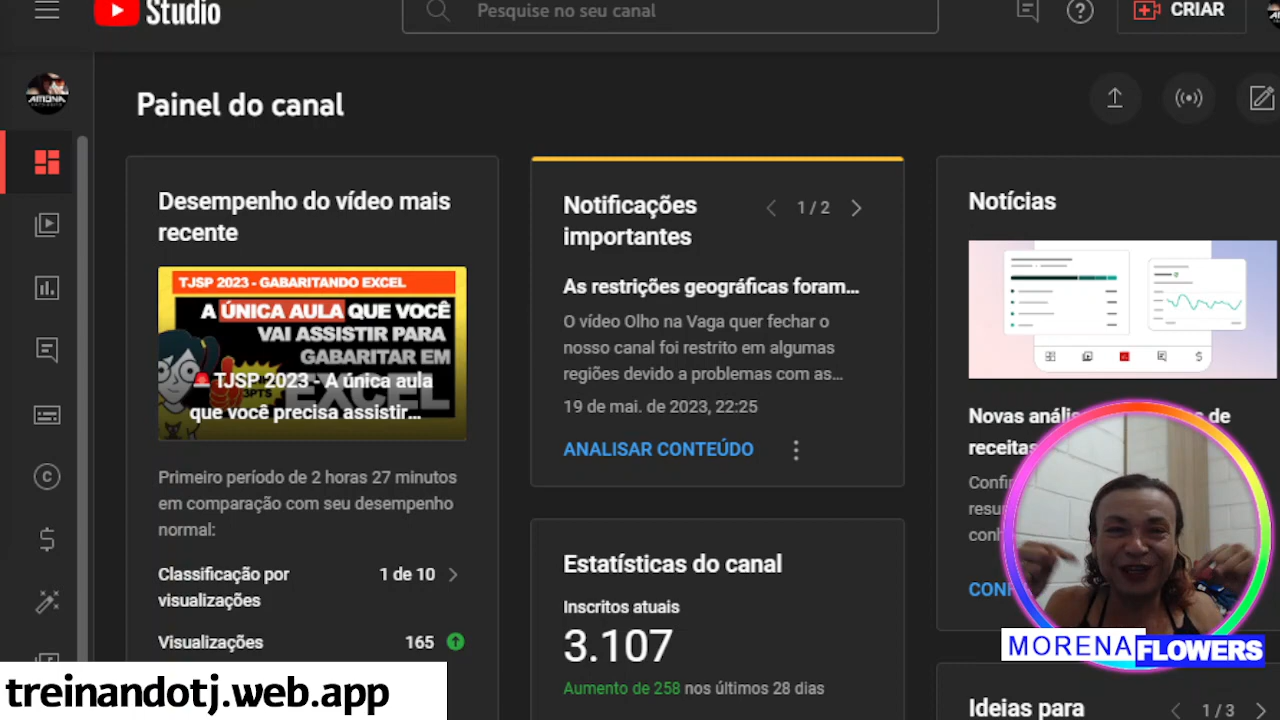 Studio
Pesquise no seu canal
CRIAR
Painel do canal
Desempenho do vídeo mais
recente
TJSP 2023 - GABARITANDO EXCEL
A ÚNICA AULA QUE VOCÊ
VAI ASSISTIR PARA
GABARITAR EM
EXCEL
TJSP 2023 - A única aula
que você precisa assistir...
Primeiro período de 2 horas 27 minutos
em comparação com seu desempenho
normal:
Classificação por
visualizações
1 de 10
Visualizações
165
Notificações
importantes
1 / 2
As restrições geográficas foram...
O vídeo Olho na Vaga quer fechar o
nosso canal foi restrito em algumas
regiões devido a problemas com as...
19 de mai. de 2023, 22:25
ANALISAR CONTEÚDO
Estatísticas do canal
Inscritos atuais
3.107
Aumento de 258 nos últimos 28 dias
Notícias
Novas de
receitas
MORENA FLOWERS
Ideias para
1 / 3
treinandotj.web.app